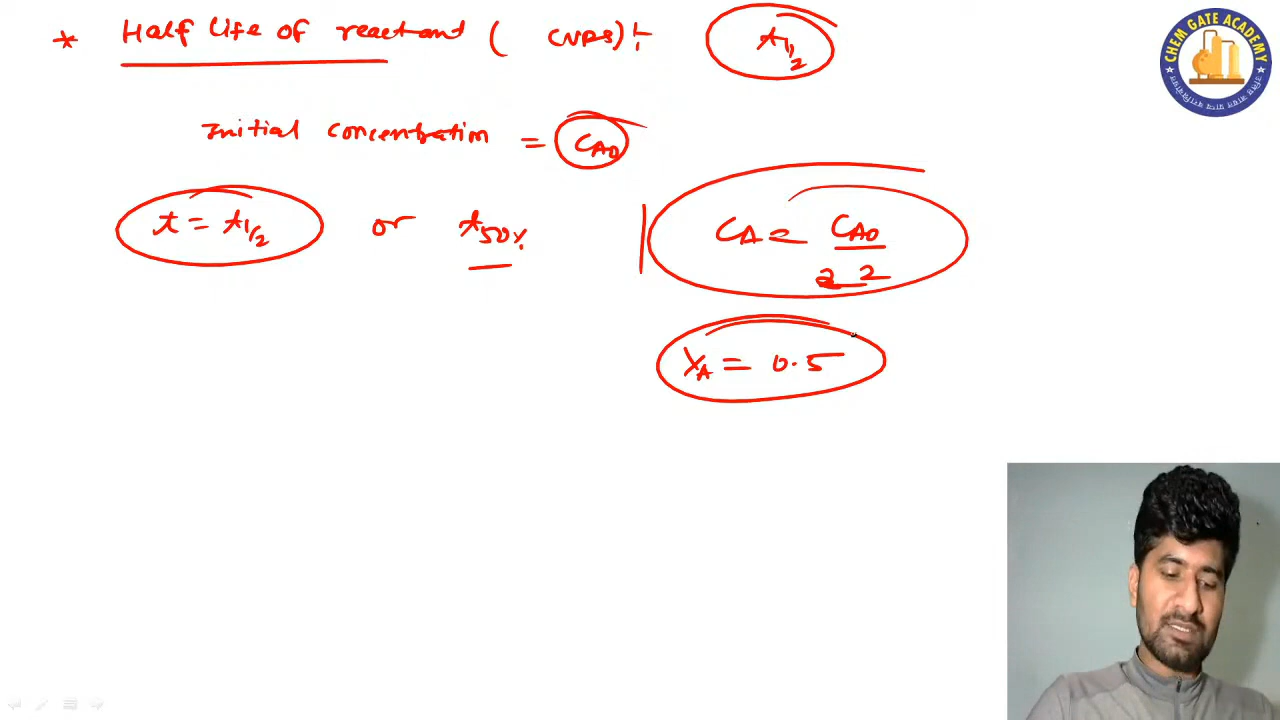 * Half life of reactant ( CVRS) :- t1/2
CHEM GATE ACADEMY
Initial concentration = CA0
t = t1/2 or t50% CA = CA0/2
XA = 0.5